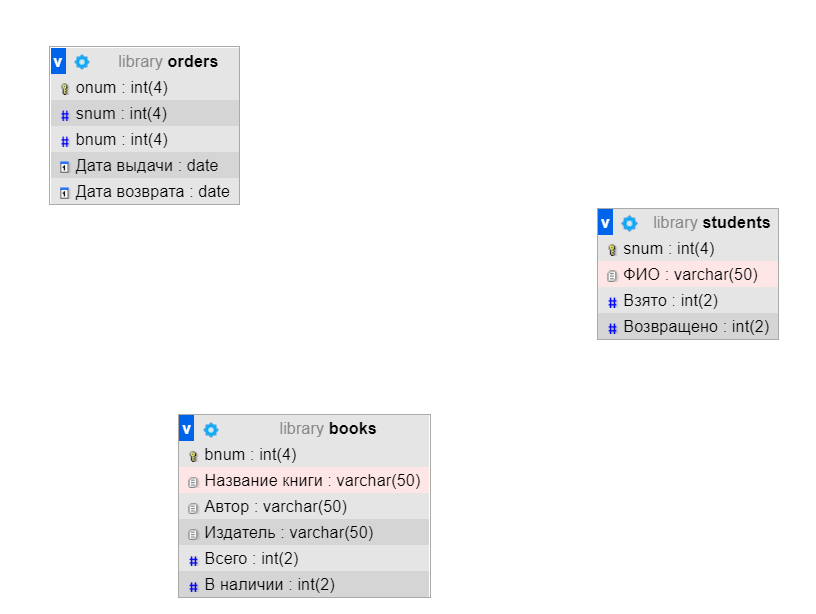 v library orders
onum : int(4)
snum : int(4)
bnum : int(4)
Дата выдачи : date
Дата возврата : date
v library students
snum : int(4)
ФИО : varchar(50)
Взято : int(2)
Возвращено : int(2)
v library books
bnum : int(4)
Название книги : varchar(50)
Автор : varchar(50)
Издатель : varchar(50)
Всего : int(2)
В наличии : int(2)